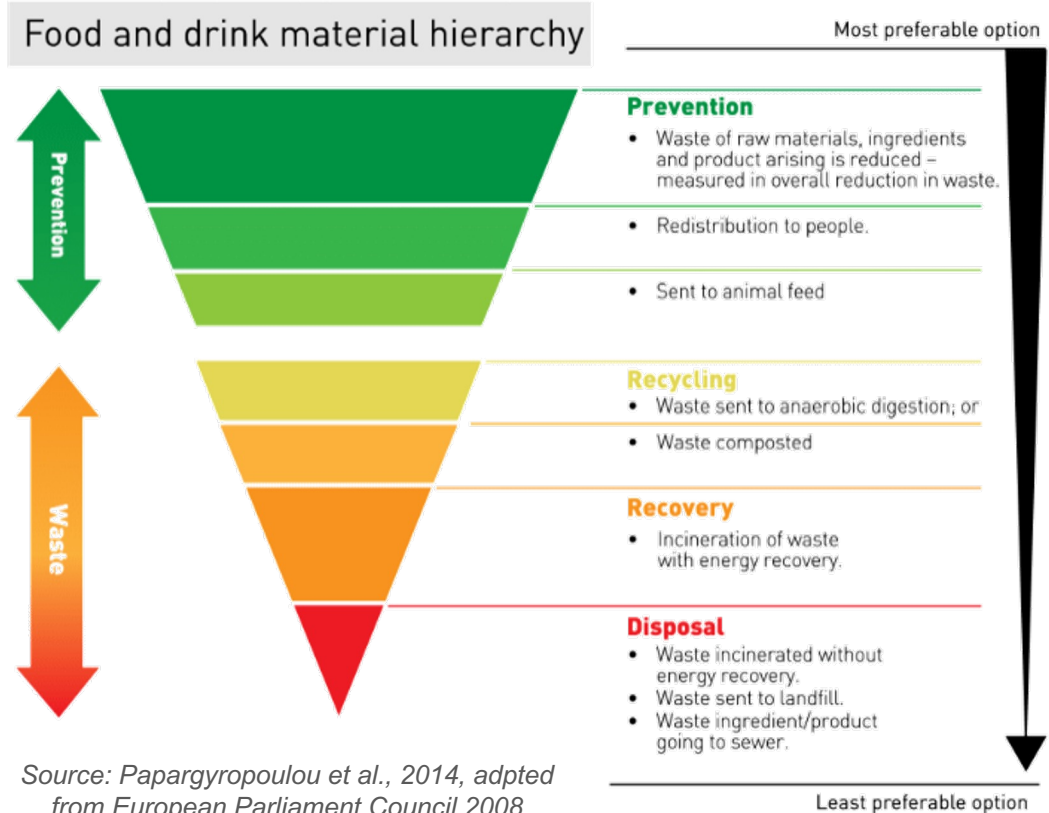 Food and drink material hierarchy
Most preferable option
Prevention
Prevention
• Waste of raw materials, ingredients
and product arising is reduced –
measured in overall reduction in waste.
• Redistribution to people.
• Sent to animal feed
Waste
Recycling
• Waste sent to anaerobic digestion; or
• Waste composted
Recovery
• Incineration of waste
with energy recovery.
Disposal
• Waste incinerated without
energy recovery.
• Waste sent to landfill.
• Waste ingredient/product
going to sewer.
Source: Papargyropoulou et al., 2014, adpted
from European Parliament Council 2008
Least preferable option